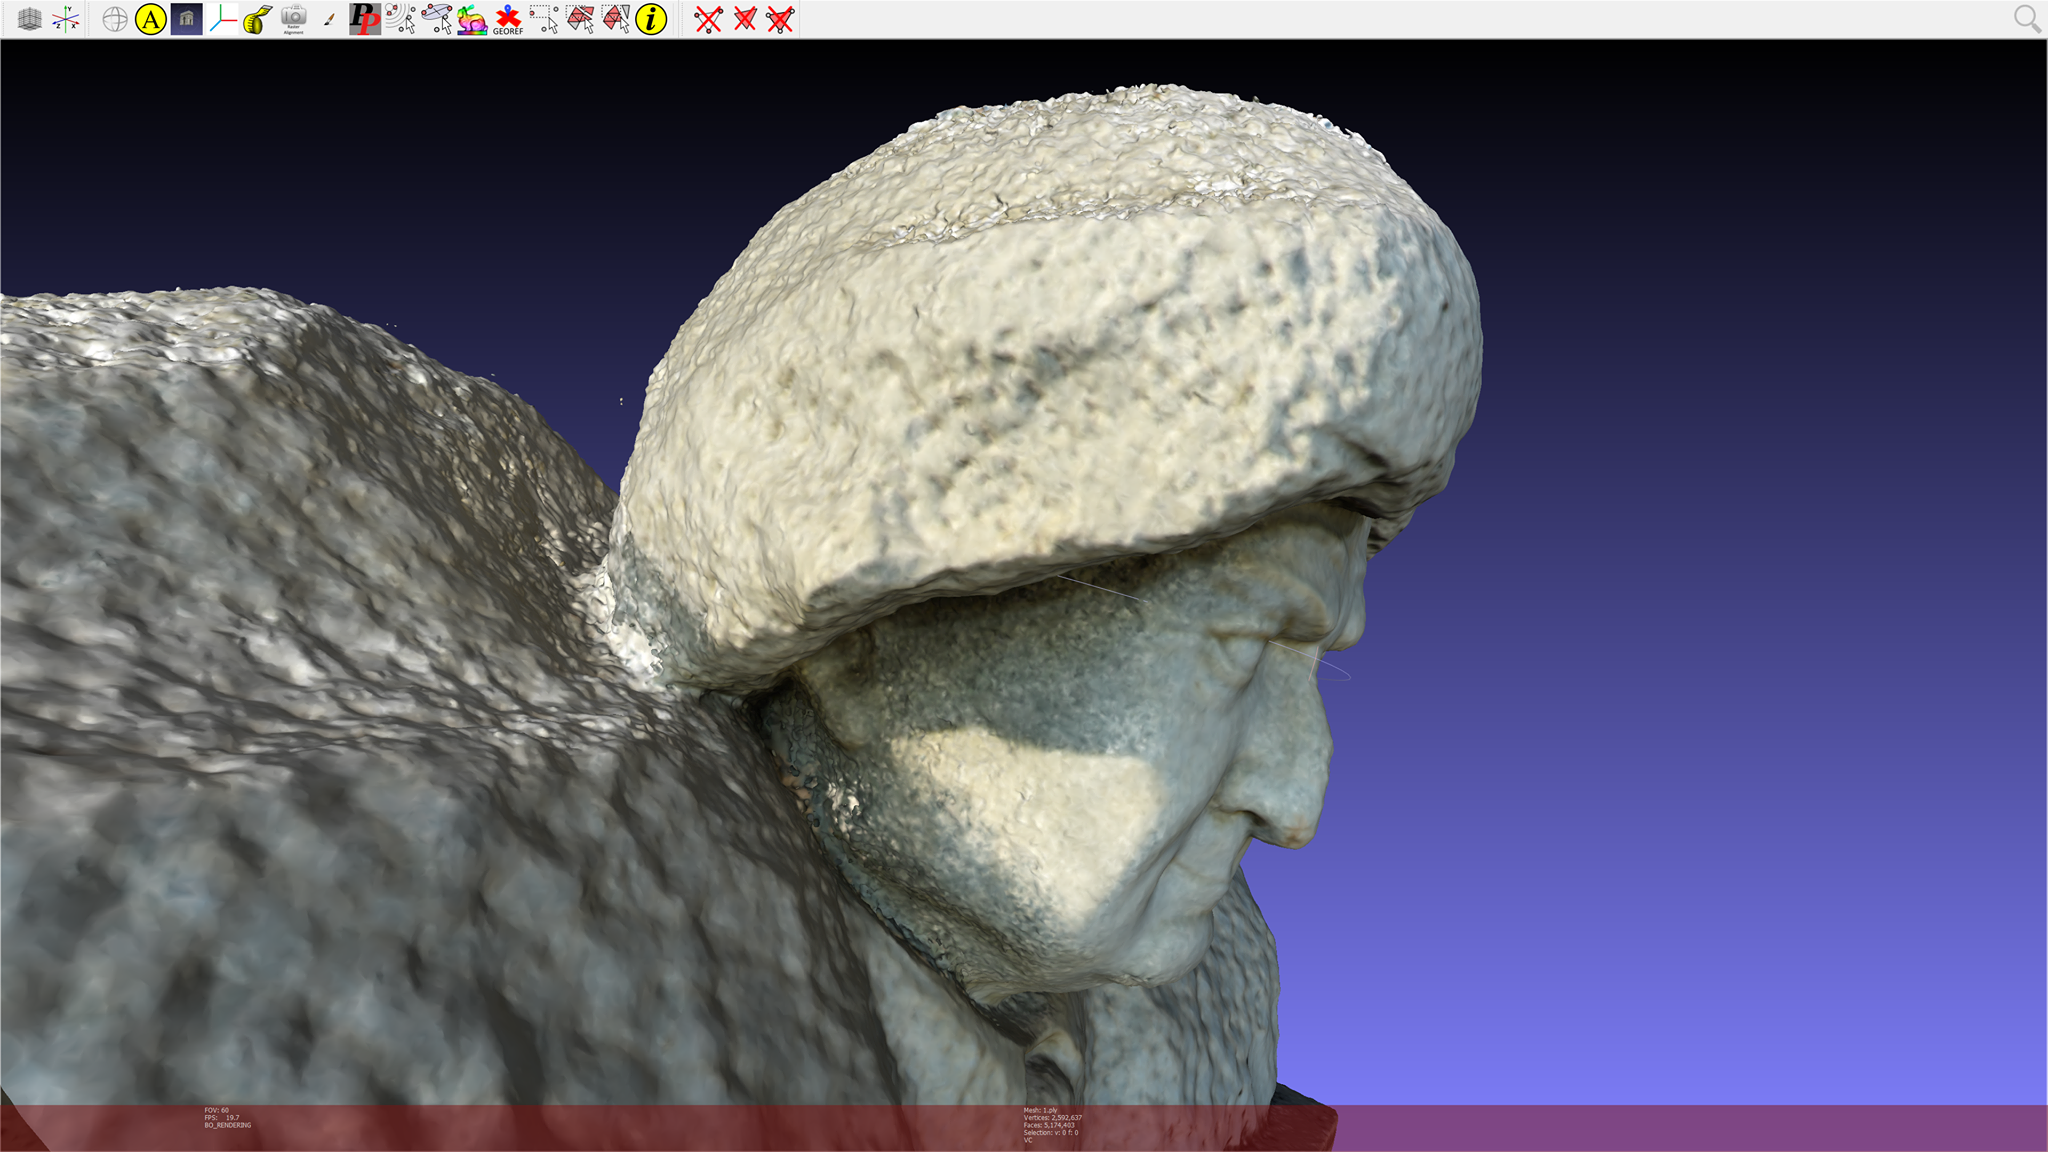 A
PP
i
Raster
Alignment
GEOREF
Y
Z X
FOV: 60
FPS: 19.7
BO_RENDERING
Mesh: 1.ply
Vertices: 2,592,637
Faces: 5,174,403
Selection: v: 0 f: 0
VC